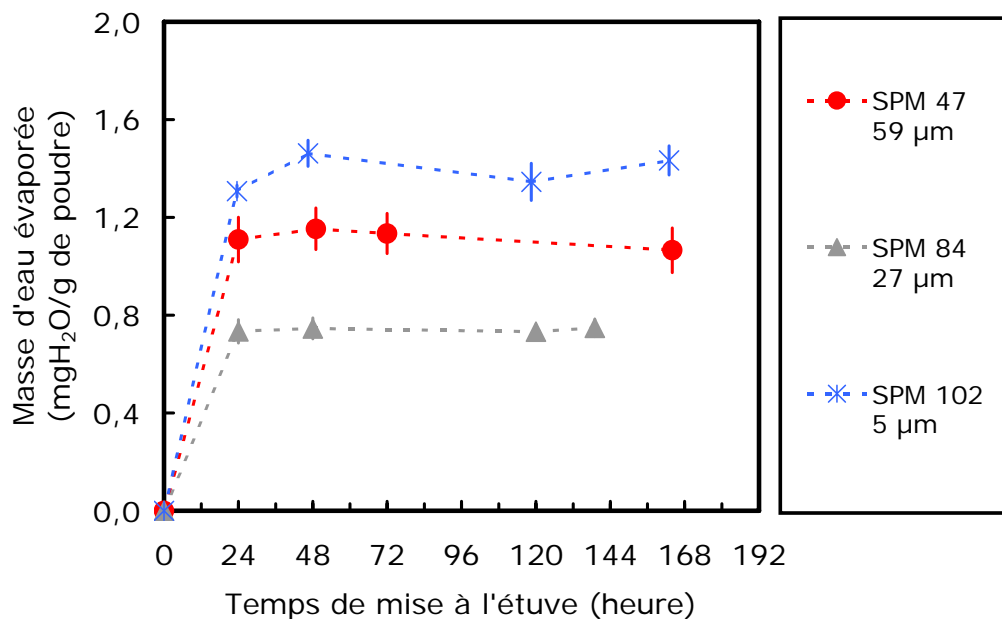 2,0
1,6
1,2
0,8
0,4
0,0
Masse d'eau évaporée
(mgH₂O/g de poudre)
0 24 48 72 96 120 144 168 192
Temps de mise à l'étuve (heure)
SPM 47
59 µm
SPM 84
27 µm
SPM 102
5 µm